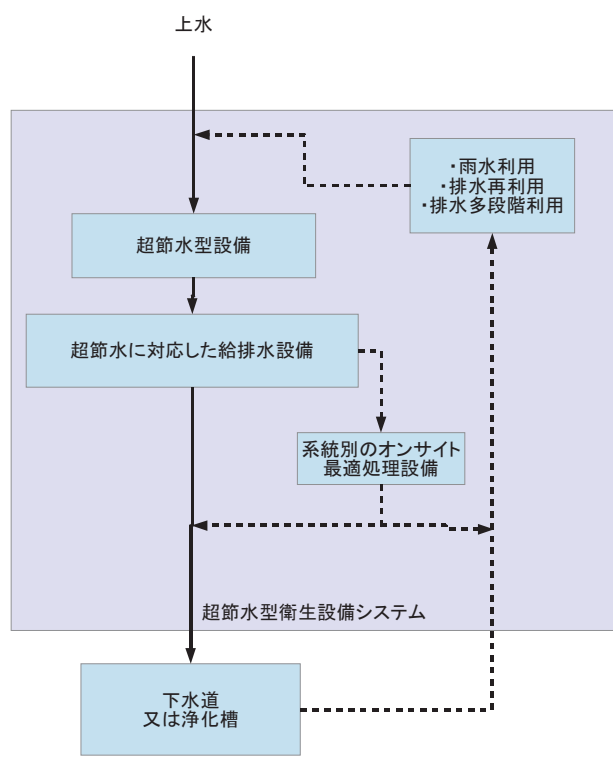 上水
・雨水利用
・排水再利用
・排水多段階利用
超節水型設備
超節水に対応した給排水設備
系統別のオンサイト
最適処理設備
超節水型衛生設備システム
下水道
又は浄化槽